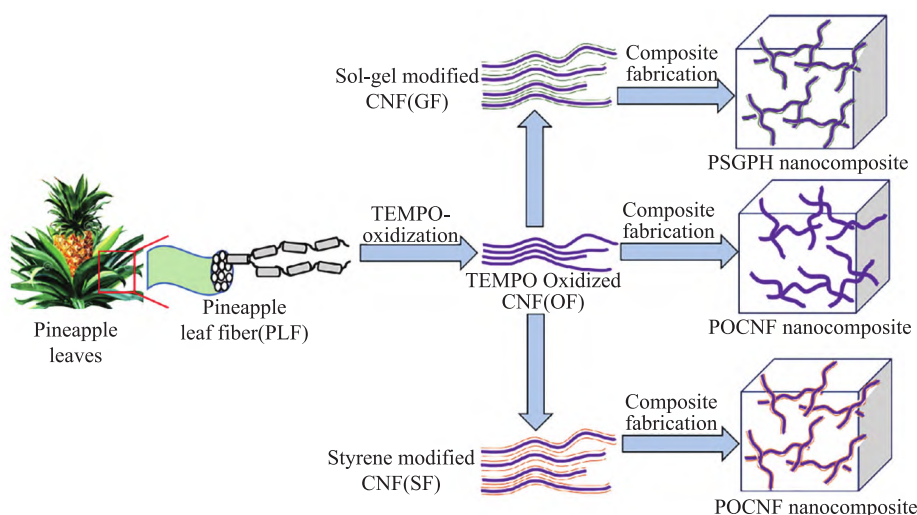 Sol-gel modified
CNF(GF)
Composite
fabrication
PSGPH nanocomposite
Pineapple
leaves
Pineapple
leaf fiber(PLF)
TEMPO-
oxidization
TEMPO Oxidized
CNF(OF)
Composite
fabrication
POCNF nanocomposite
Styrene modified
CNF(SF)
Composite
fabrication
POCNF nanocomposite